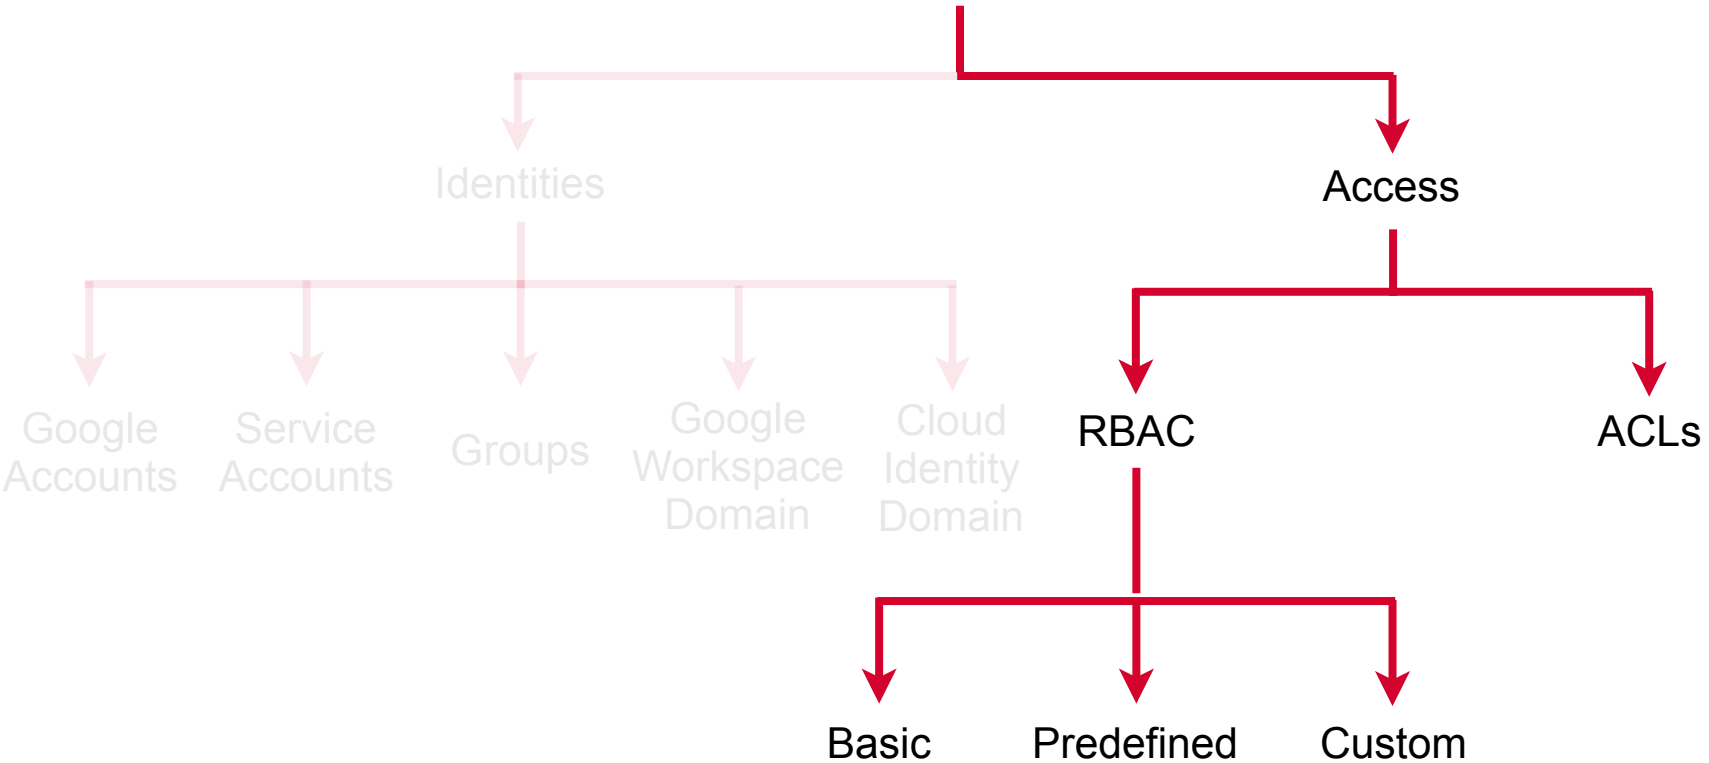 Identities
Access
Google
Accounts
Service
Accounts
Groups
Google
Workspace
Domain
Cloud
Identity
Domain
RBAC
ACLs
Basic
Predefined
Custom